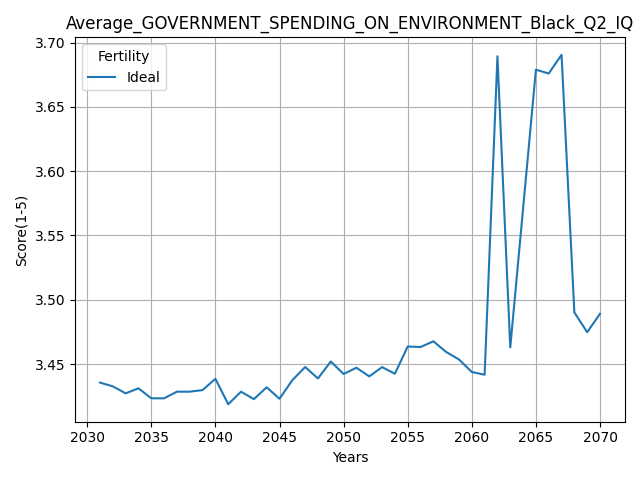 Average_GOVERNMENT_SPENDING_ON_ENVIRONMENT_Black_Q2_IQ
Fertility
Ideal
3.70
3.65
3.60
3.55
3.50
3.45
Score(1-5)
2030 2035 2040 2045 2050 2055 2060 2065 2070
Years